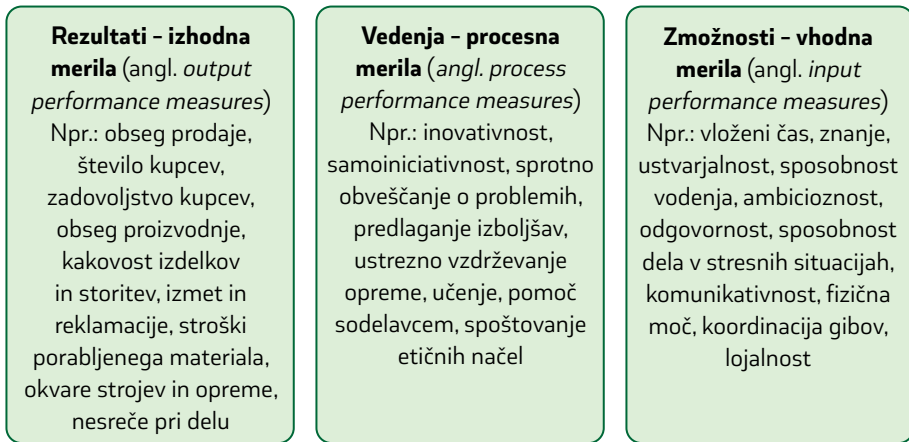 Rezultati – izhodna
merila (angl. output
performance measures)
Npr.: obseg prodaje,
število kupcev,
zadovoljstvo kupcev,
obseg proizvodnje,
kakovost izdelkov
in storitev, izmet in
reklamacije, stroški
porabljenega materiala,
okvare strojev in opreme,
nesreče pri delu
Vedenja – procesna
merila (angl. process
performance measures)
Npr.: inovativnost,
samoiniciativnost, sprotno
obveščanje o problemih,
predlaganje izboljšav,
ustrezno vzdrževanje
opreme, učenje, pomoč
sodelavcem, spoštovanje
etičnih načel
Zmožnosti – vhodna
merila (angl. input
performance measures)
Npr.: vloženi čas, znanje,
ustvarjalnost, sposobnost
vodenja, ambicioznost,
odgovornost, sposobnost
dela v stresnih situacijah,
komunikativnost, fizična
moč, koordinacija gibov,
lojalnost